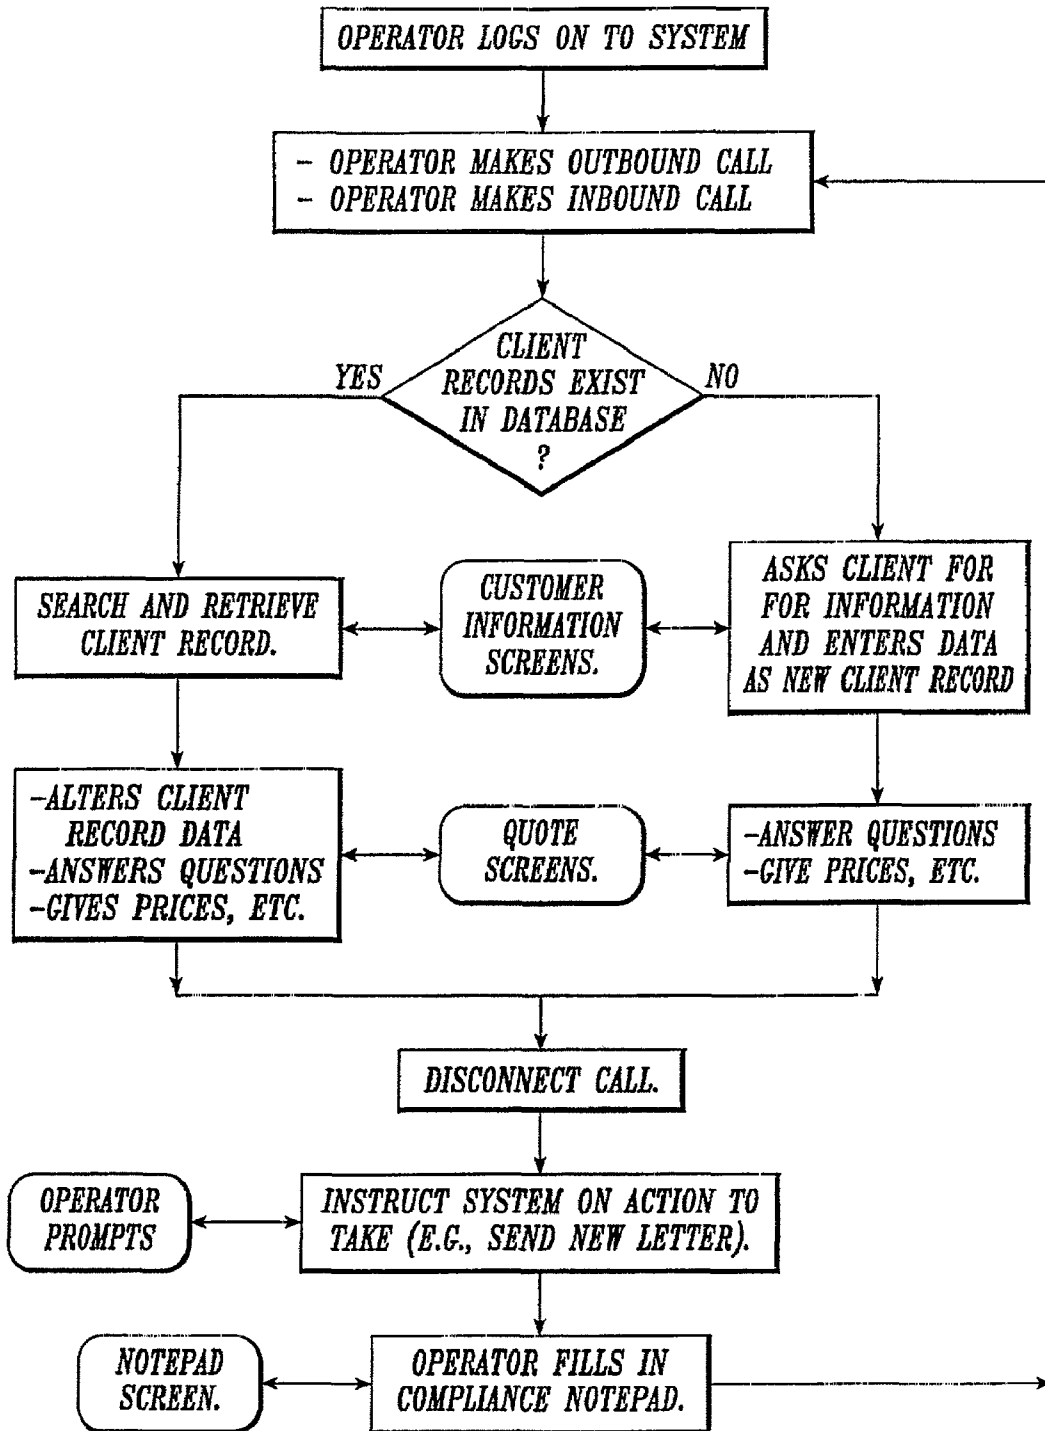 OPERATOR LOGS ON TO SYSTEM
- OPERATOR MAKES OUTBOUND CALL
- OPERATOR MAKES INBOUND CALL
CLIENT
RECORDS EXIST
IN DATABASE
?
YES
NO
SEARCH AND RETRIEVE
CLIENT RECORD.
CUSTOMER
INFORMATION
SCREENS.
ASKS CLIENT FOR
FOR INFORMATION
AND ENTERS DATA
AS NEW CLIENT RECORD
-ALTERS CLIENT
RECORD DATA
-ANSWERS QUESTIONS
-GIVES PRICES, ETC.
QUOTE
SCREENS.
-ANSWER QUESTIONS
-GIVE PRICES, ETC.
DISCONNECT CALL.
OPERATOR
PROMPTS
INSTRUCT SYSTEM ON ACTION TO
TAKE (E.G., SEND NEW LETTER).
NOTEPAD
SCREEN.
OPERATOR FILLS IN
COMPLIANCE NOTEPAD.